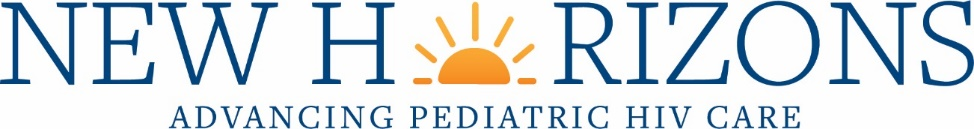 NEW HORIZONS
ADVANCING PEDIATRIC HIV CARE